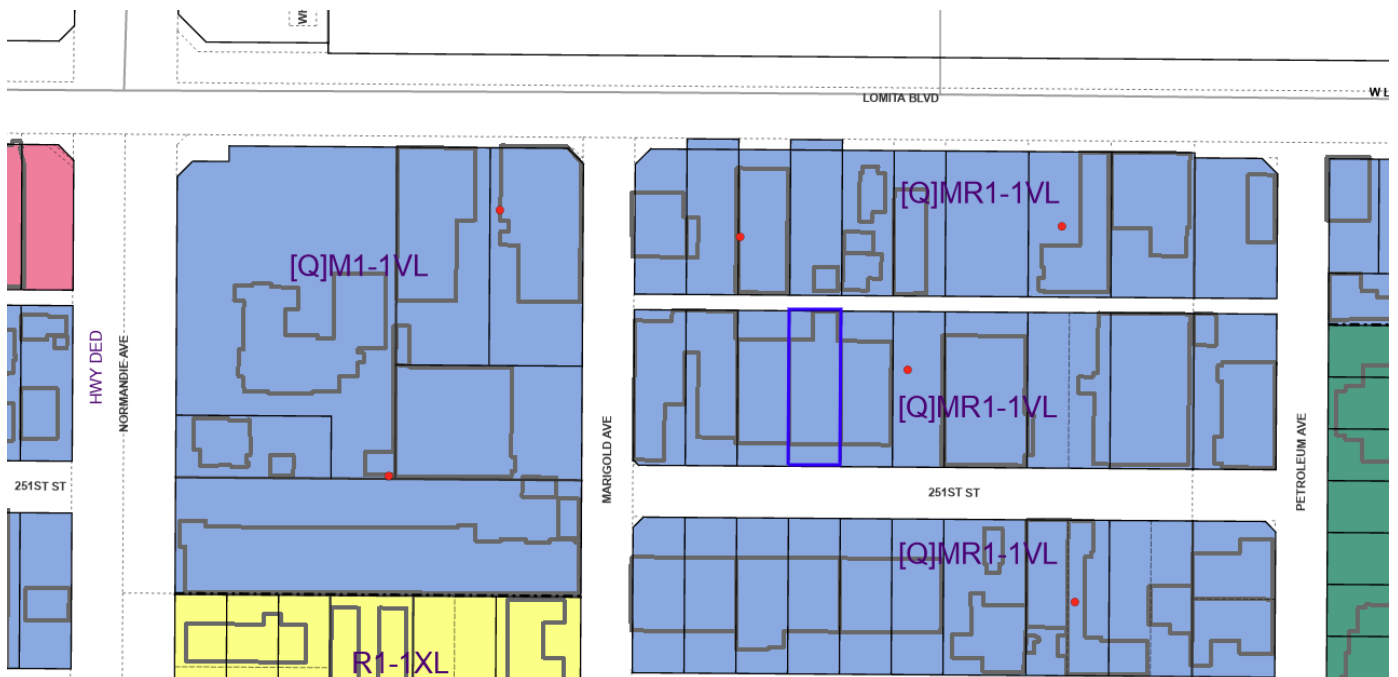 WH
LOMITA BLVD
W L
[Q]MR1-1VL
[Q]M1-1VL
HWY DED
NORMANDIE AVE
[Q]MR1-1VL
MARIGOLD AVE
PETROLEUM AVE
251ST ST
251ST ST
[Q]MR1-1VL
R1-1XL